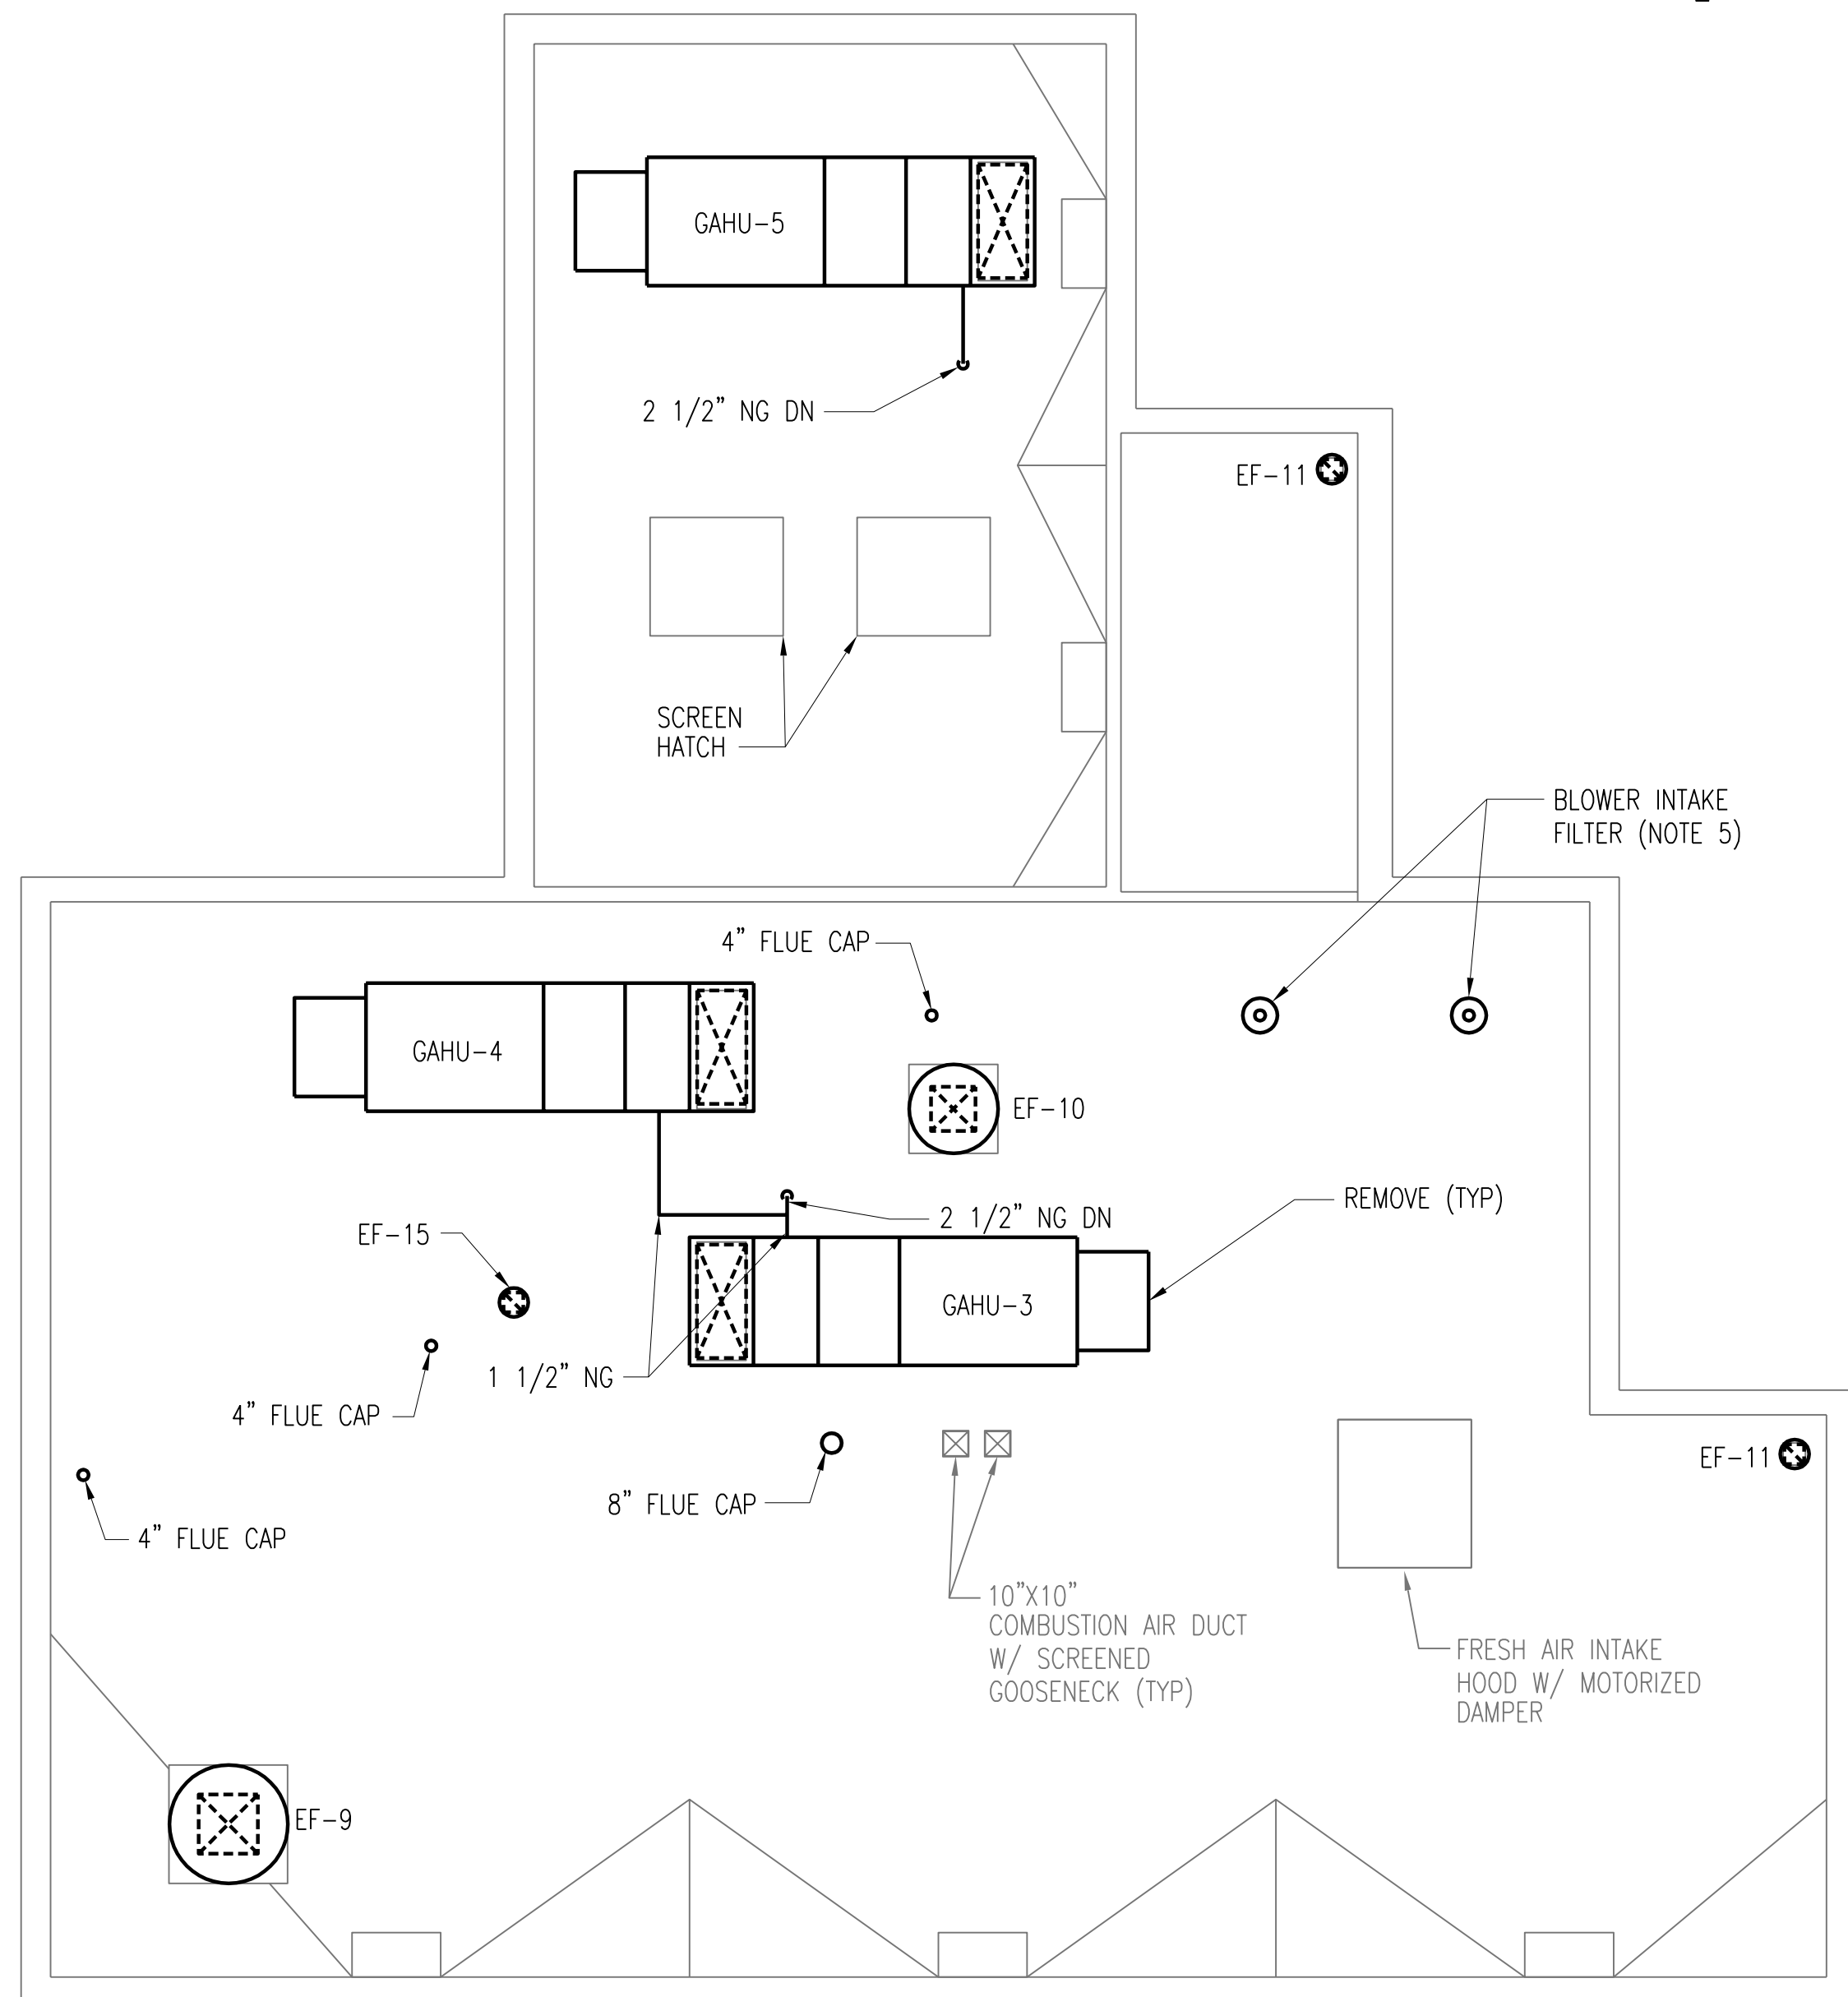 GAHU-5
2 1/2" NG DN
EF-11
SCREEN
HATCH
BLOWER INTAKE
FILTER (NOTE 5)
4" FLUE CAP
GAHU-4
EF-10
REMOVE (TYP)
2 1/2" NG DN
EF-15
GAHU-3
1 1/2" NG
4" FLUE CAP
EF-11
8" FLUE CAP
4" FLUE CAP
10"X10"
COMBUSTION AIR DUCT
W/ SCREENED
GOOSENECK (TYP)
FRESH AIR INTAKE
HOOD W/ MOTORIZED
DAMPER
EF-9